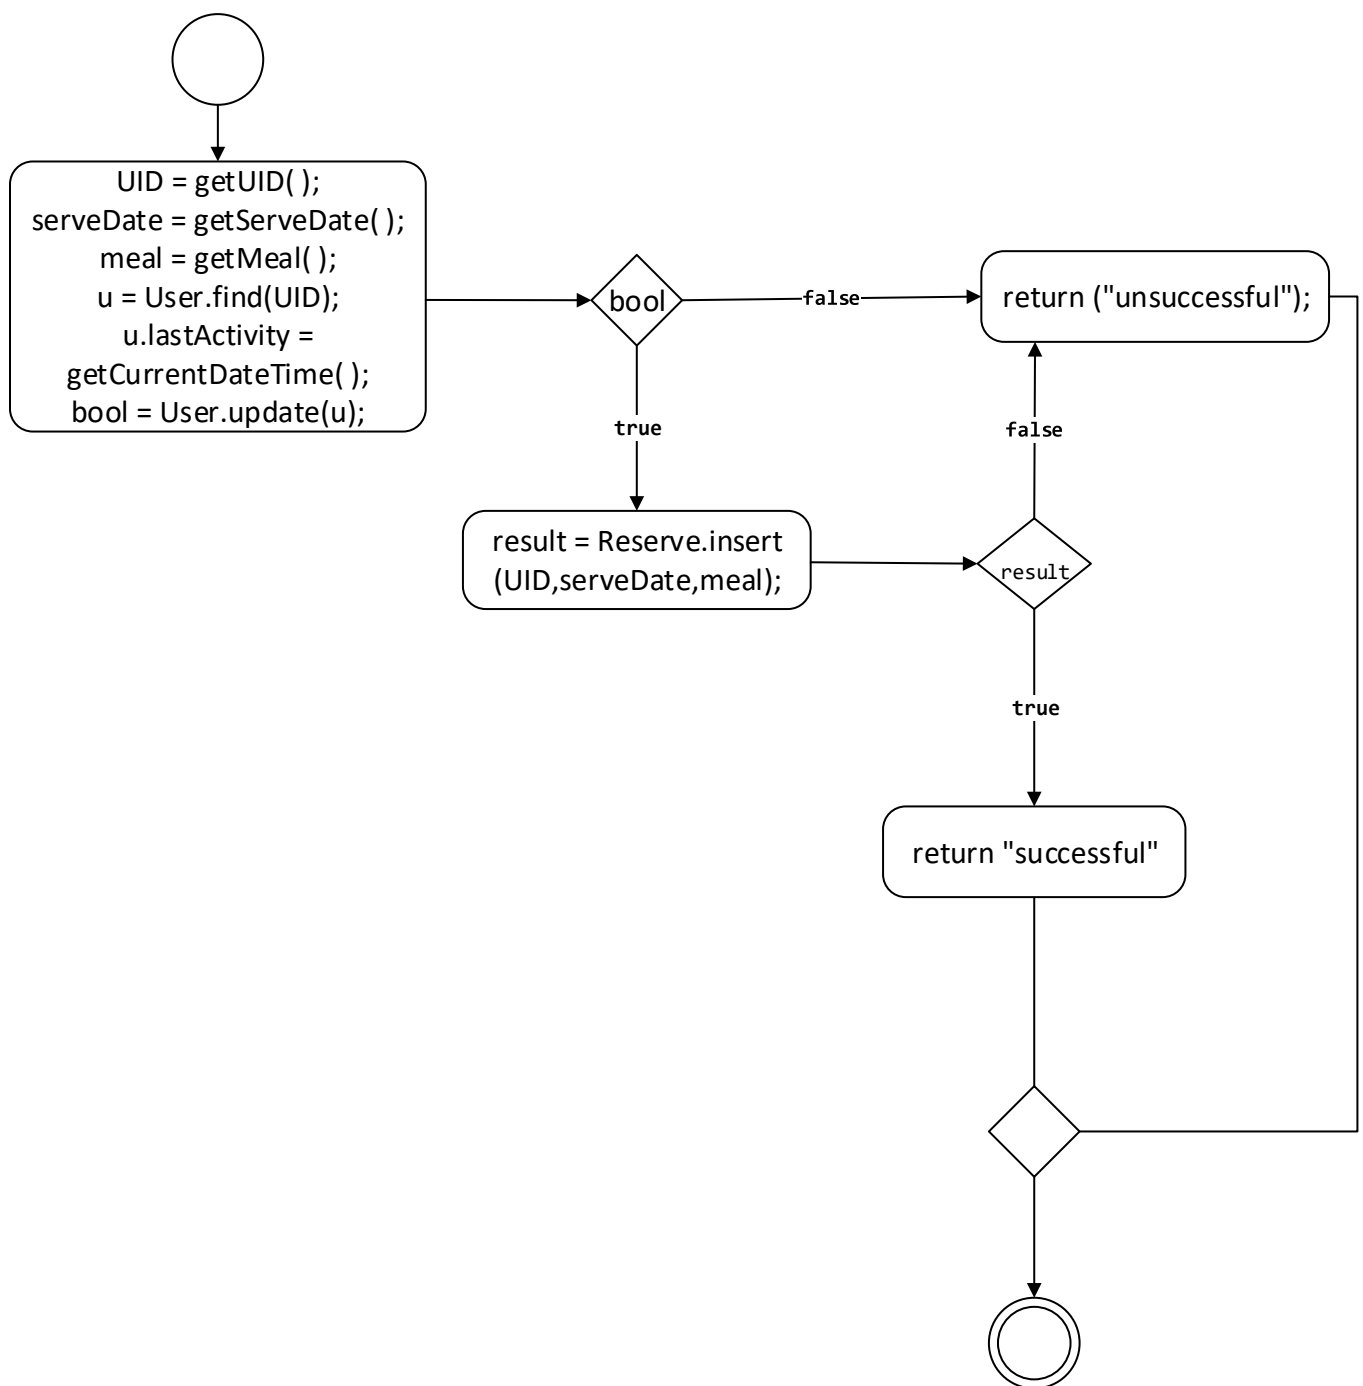 UID = getUID( );
serveDate = getServeDate( );
meal = getMeal( );
u = User.find(UID);
u.lastActivity =
getCurrentDateTime( );
bool = User.update(u);
bool
false
return ("unsuccessful");
true
false
result = Reserve.insert
(UID,serveDate,meal);
result
true
return "successful"